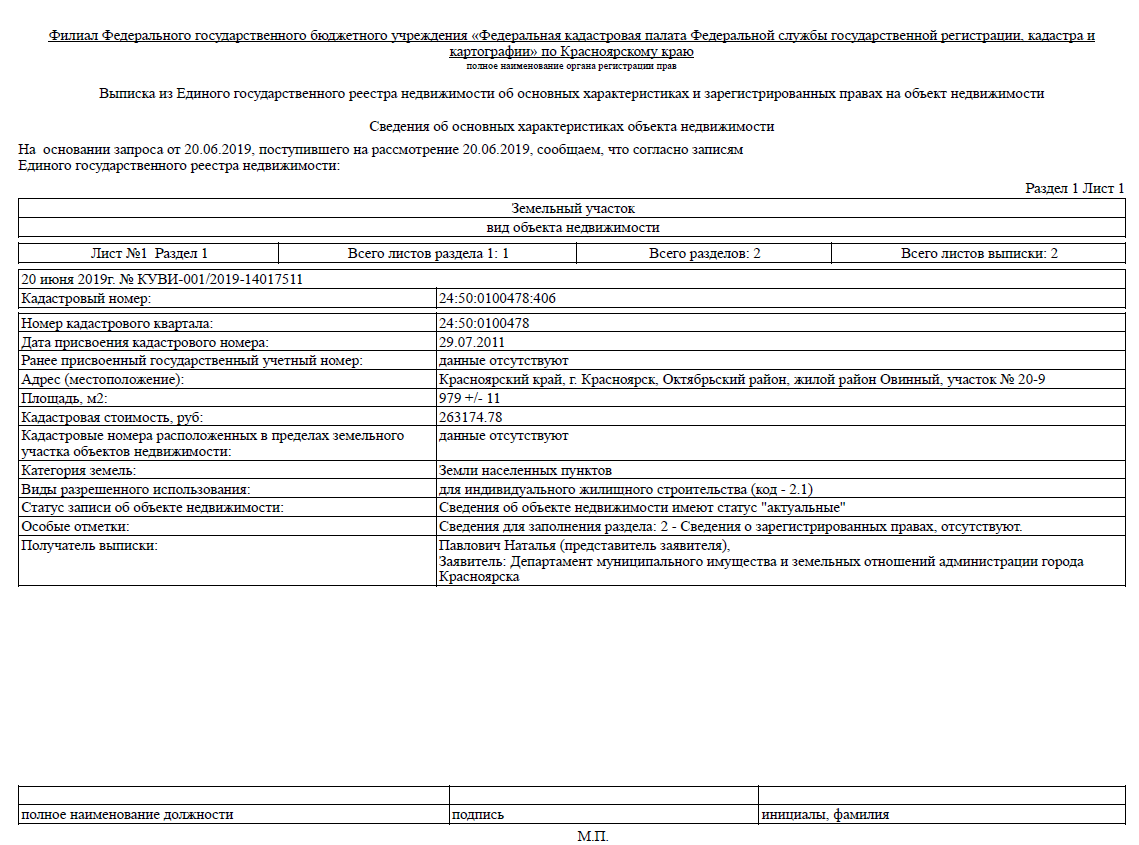 Филиал Федерального государственного бюджетного учреждения «Федеральная кадастровая палата Федеральной службы государственной регистрации, кадастра и
картографии» по Красноярскому краю
полное наименование органа регистрации прав
Выписка из Единого государственного реестра недвижимости об основных характеристиках и зарегистрированных правах на объект недвижимости
Сведения об основных характеристиках объекта недвижимости
На основании запроса от 20.06.2019, поступившего на рассмотрение 20.06.2019, сообщаем, что согласно записям
Единого государственного реестра недвижимости:
Раздел 1 Лист 1
Земельный участок
вид объекта недвижимости
Лист №1 Раздел 1 Всего листов раздела 1: 1 Всего разделов: 2 Всего листов выписки: 2
20 июня 2019г. № КУВИ-001/2019-14017511
Кадастровый номер: 24:50:0100478:406
Номер кадастрового квартала: 24:50:0100478
Дата присвоения кадастрового номера: 29.07.2011
Ранее присвоенный государственный учетный номер: данные отсутствуют
Адрес (местоположение): Красноярский край, г. Красноярск, Октябрьский район, жилой район Овинный, участок № 20-9
Площадь, м2: 979 +/- 11
Кадастровая стоимость, руб: 263174.78
Кадастровые номера расположенных в пределах земельного данные отсутствуют
участка объектов недвижимости:
Категория земель: Земли населенных пунктов
Виды разрешенного использования: для индивидуального жилищного строительства (код - 2.1)
Статус записи об объекте недвижимости: Сведения об объекте недвижимости имеют статус "актуальные"
Особые отметки: Сведения для заполнения раздела: 2 - Сведения о зарегистрированных правах, отсутствуют.
Получатель выписки: Павлович Наталья (представитель заявителя),
Заявитель: Департамент муниципального имущества и земельных отношений администрации города
Красноярска
полное наименование должности подпись инициалы, фамилия
М.П.